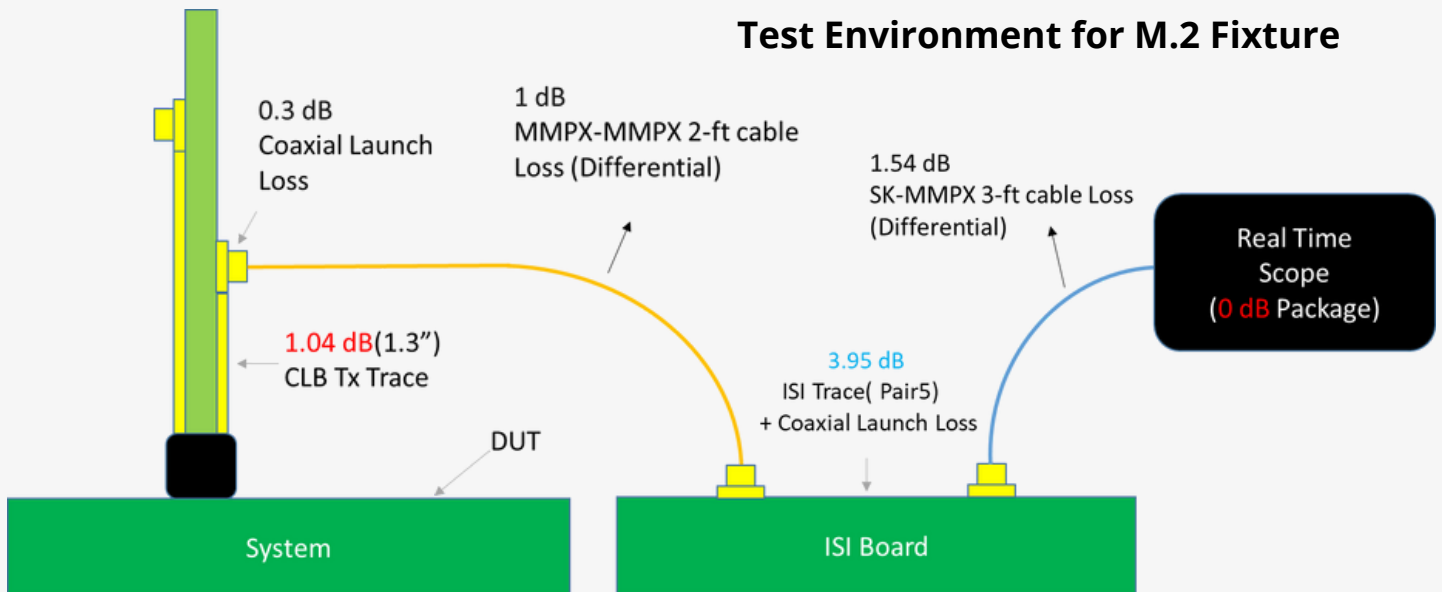 Test Environment for M.2 Fixture
0.3 dB
Coaxial Launch
Loss
1 dB
MMPX-MMPX 2-ft cable
Loss (Differential)
1.54 dB
SK-MMPX 3-ft cable Loss
(Differential)
Real Time
Scope
(0 dB Package)
1.04 dB(1.3”)
CLB Tx Trace
3.95 dB
ISI Trace( Pair5)
+ Coaxial Launch Loss
DUT
System
ISI Board